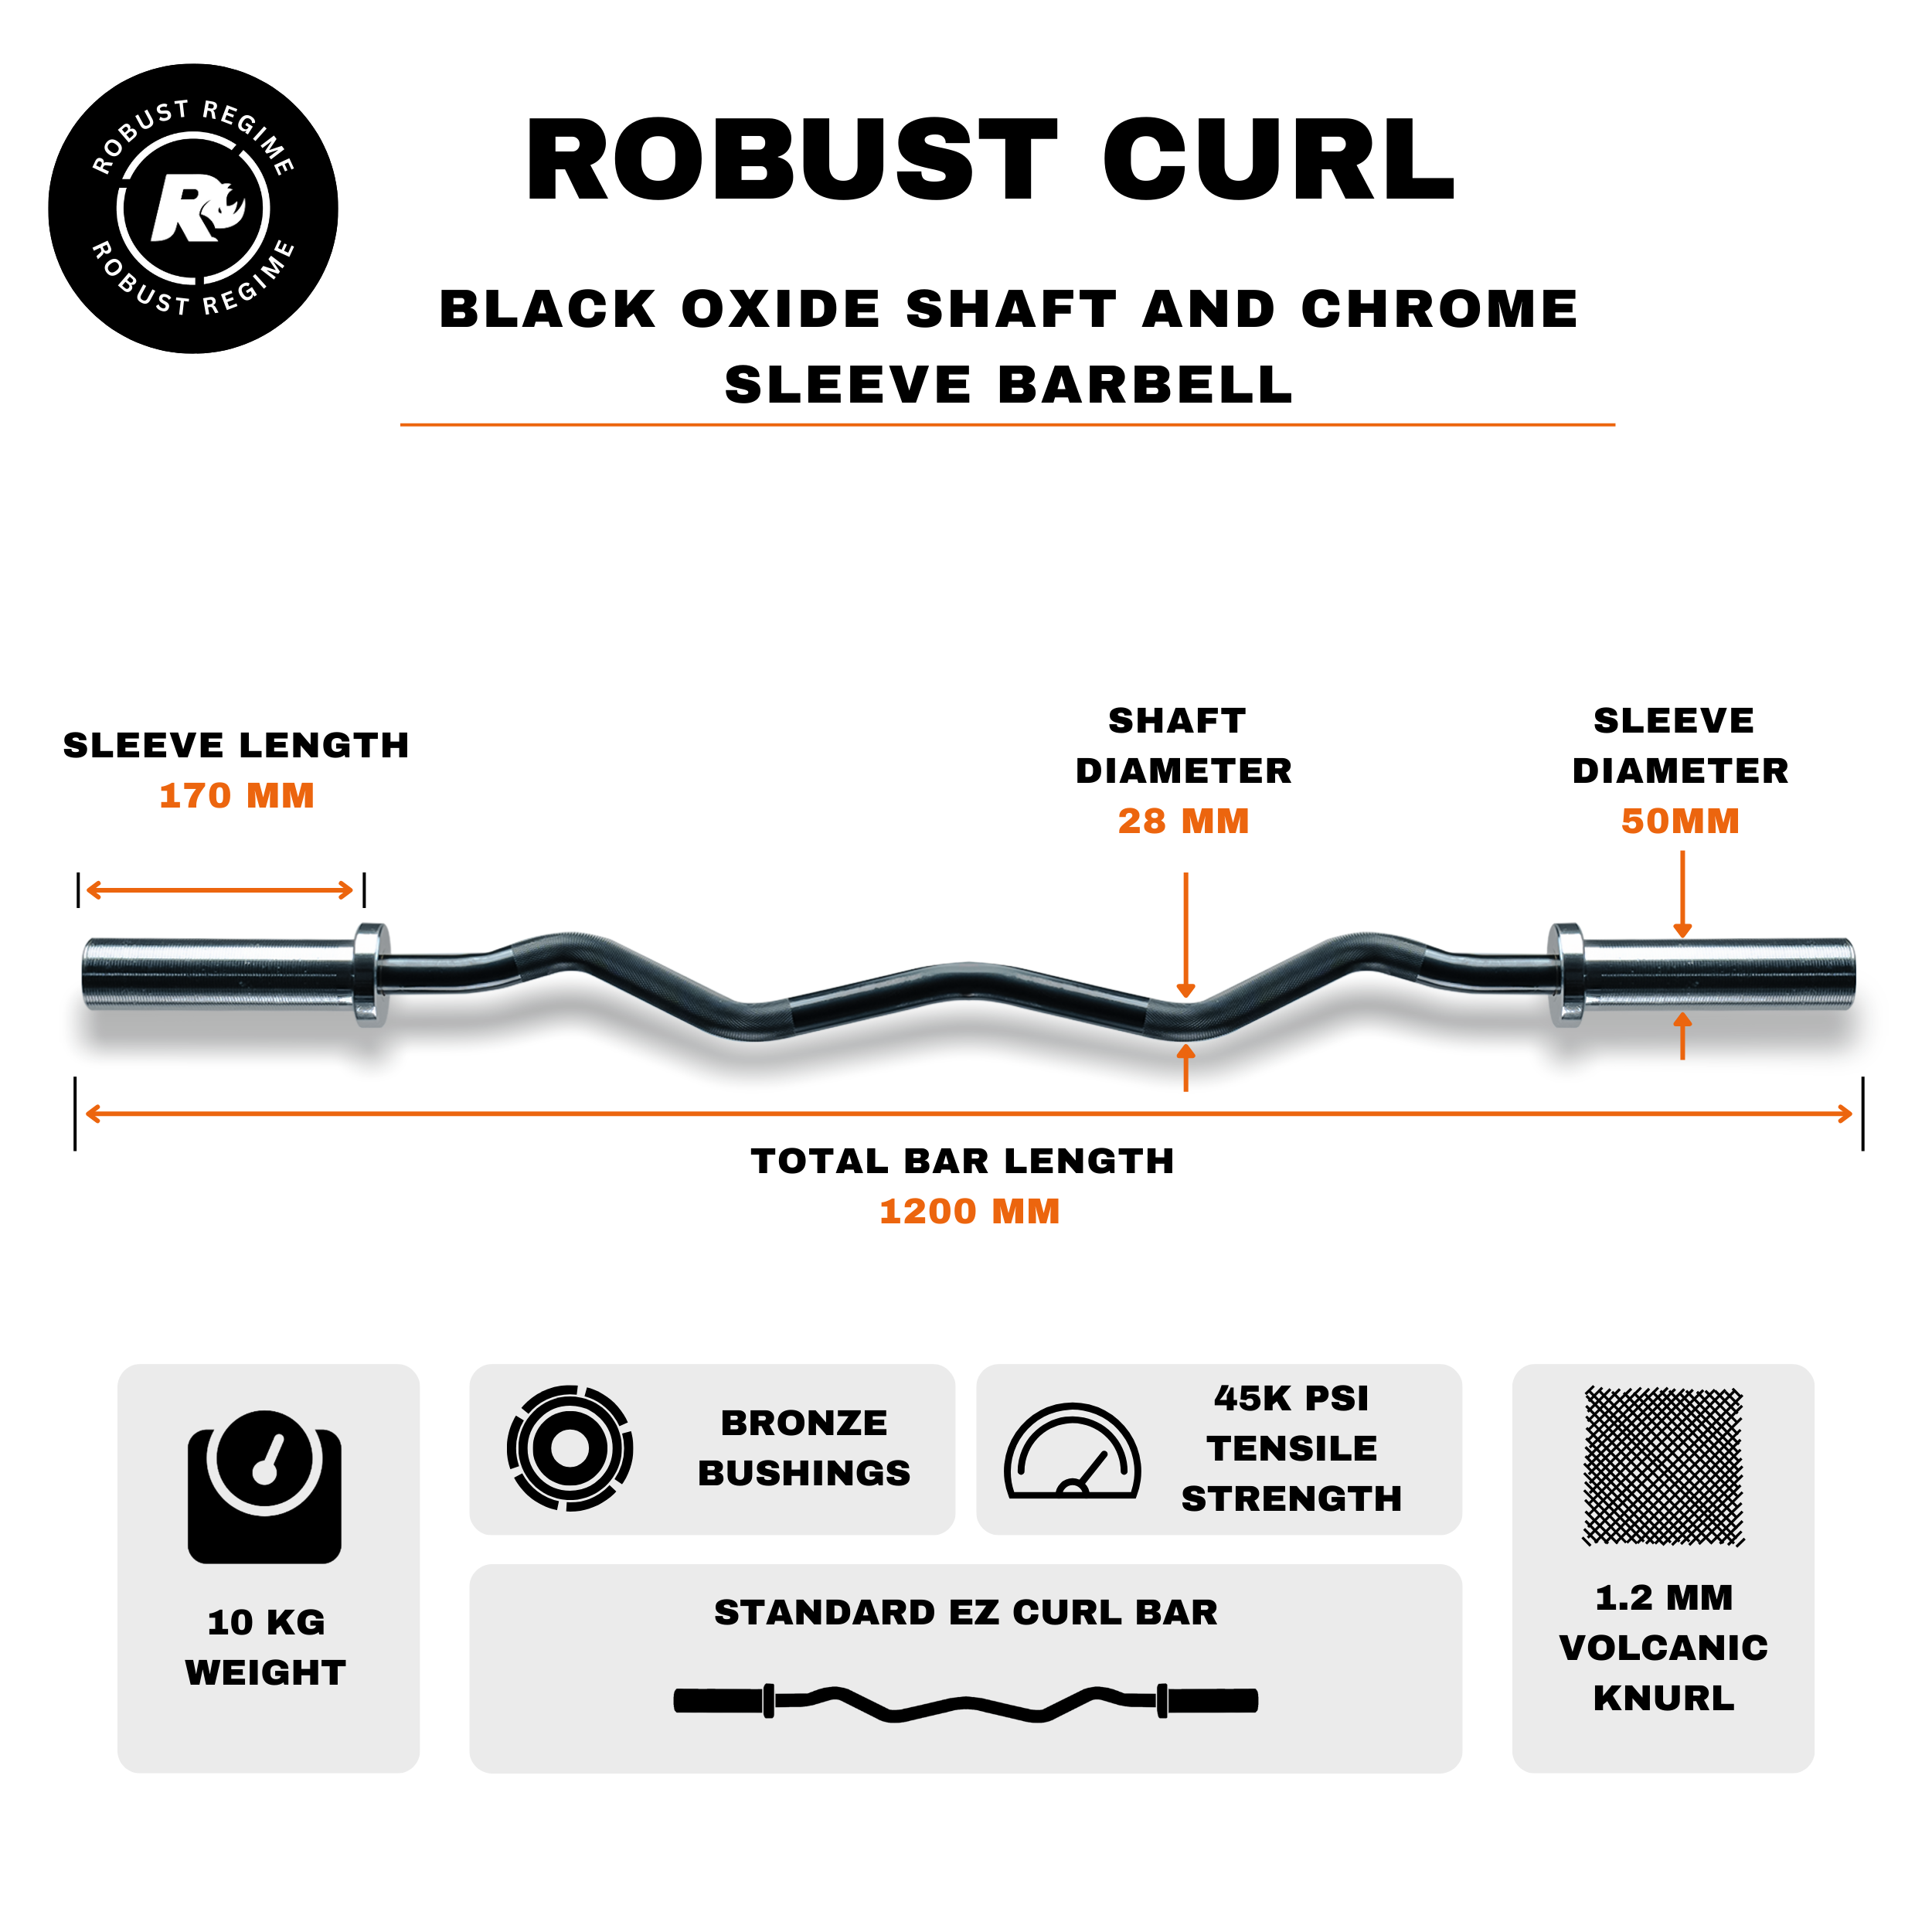 ROBUST REGIME
ROBUST REGIME
R
ROBUST CURL
BLACK OXIDE SHAFT AND CHROME
SLEEVE BARBELL
SLEEVE LENGTH
170 MM
SHAFT
DIAMETER
28 MM
SLEEVE
DIAMETER
50MM
TOTAL BAR LENGTH
1200 MM
10 KG
WEIGHT
BRONZE
BUSHINGS
45K PSI
TENSILE
STRENGTH
STANDARD EZ CURL BAR
1.2 MM
VOLCANIC
KNURL